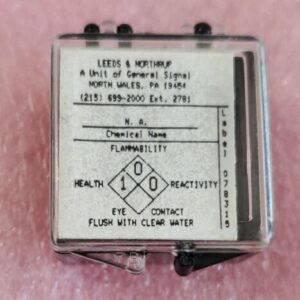 LEEDS & NORTHRUP
A Unit of General Signal
NORTH WALES, PA 19454
(215) 699-2000 Ext. 2781
N. A.
Chemical Name
FLAMMABILITY
0
HEALTH 1 0 REACTIVITY
EYE CONTACT
FLUSH WITH CLEAR WATER
Label 078315